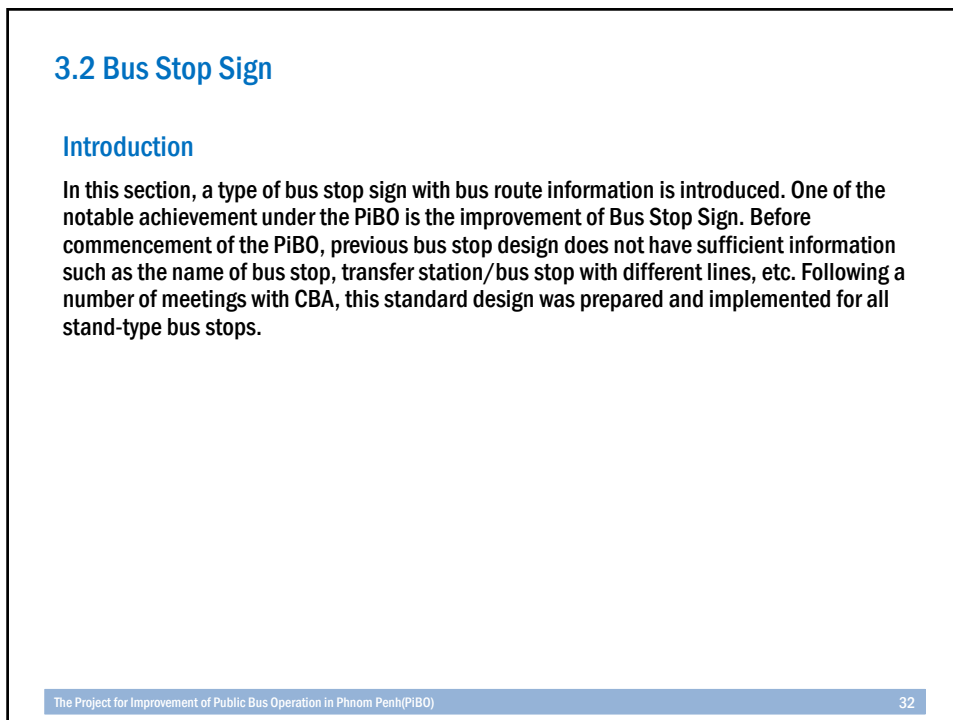 3.2 Bus Stop Sign
Introduction
In this section, a type of bus stop sign with bus route information is introduced. One of the
notable achievement under the PiBO is the improvement of Bus Stop Sign. Before
commencement of the PiBO, previous bus stop design does not have sufficient information
such as the name of bus stop, transfer station/bus stop with different lines, etc. Following a
number of meetings with CBA, this standard design was prepared and implemented for all
stand-type bus stops.
The Project for Improvement of Public Bus Operation in Phnom Penh(PiBO)
32